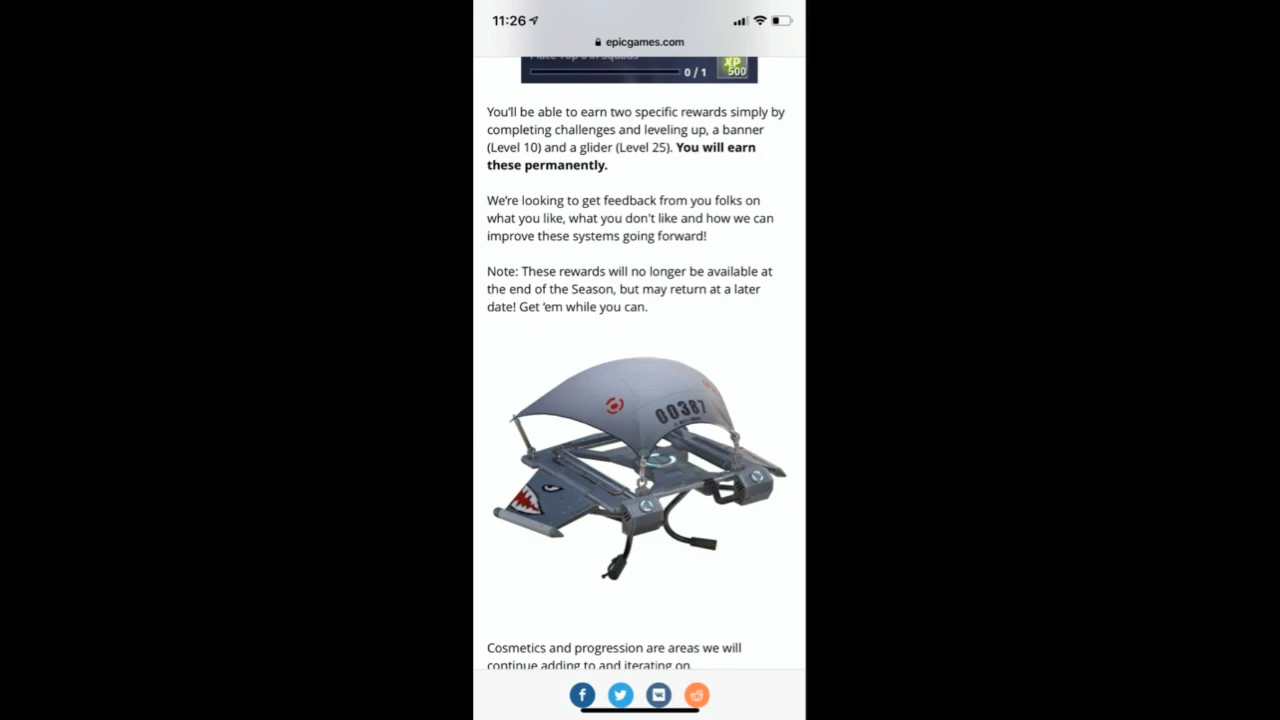 11:26
epicgames.com
0 / 1
XP
500
You'll be able to earn two specific rewards simply by
completing challenges and leveling up, a banner
(Level 10) and a glider (Level 25). You will earn
these permanently.
We're looking to get feedback from you folks on
what you like, what you don't like and how we can
improve these systems going forward!
Note: These rewards will no longer be available at
the end of the Season, but may return at a later
date! Get 'em while you can.
00387
Cosmetics and progression are areas we will
continue adding to and iterating on.